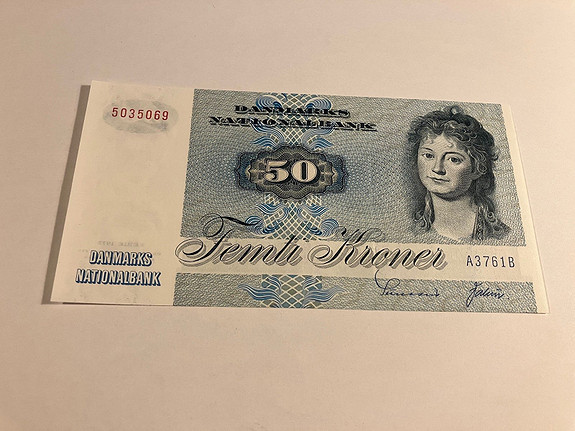 5035069
DANMARKS
NATIONALBANK
50
Femti Kroner
A3761B
DANMARKS
NATIONALBANK